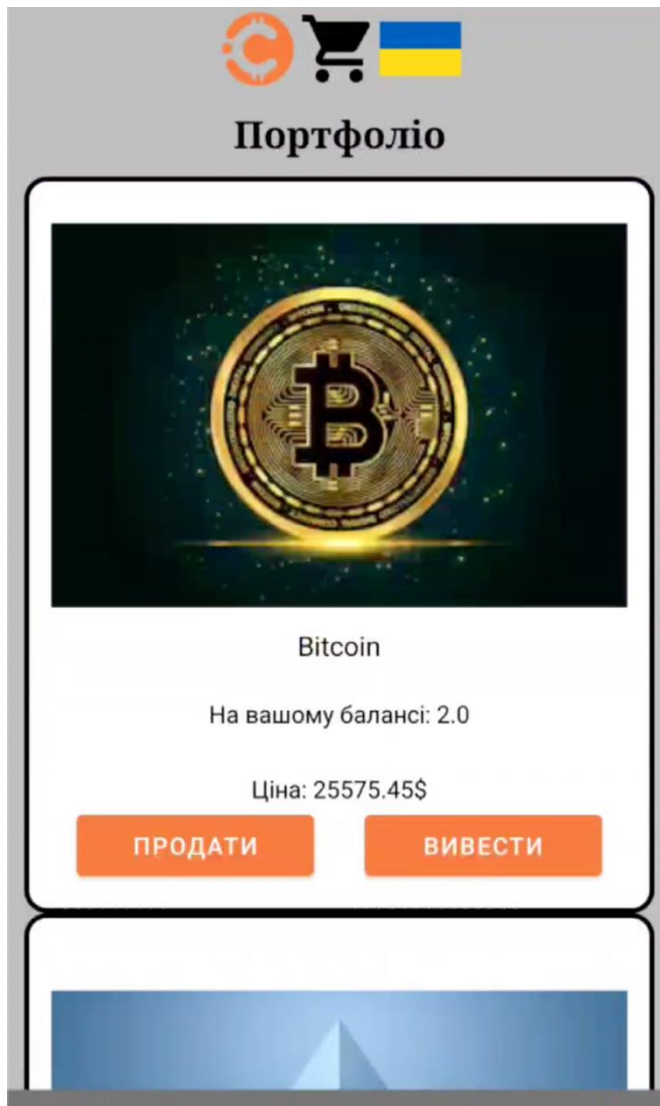 Портфоліо
Bitcoin
На вашому балансі: 2.0
Ціна: 25575.45$
ПРОДАТИ
ВИВЕСТИ